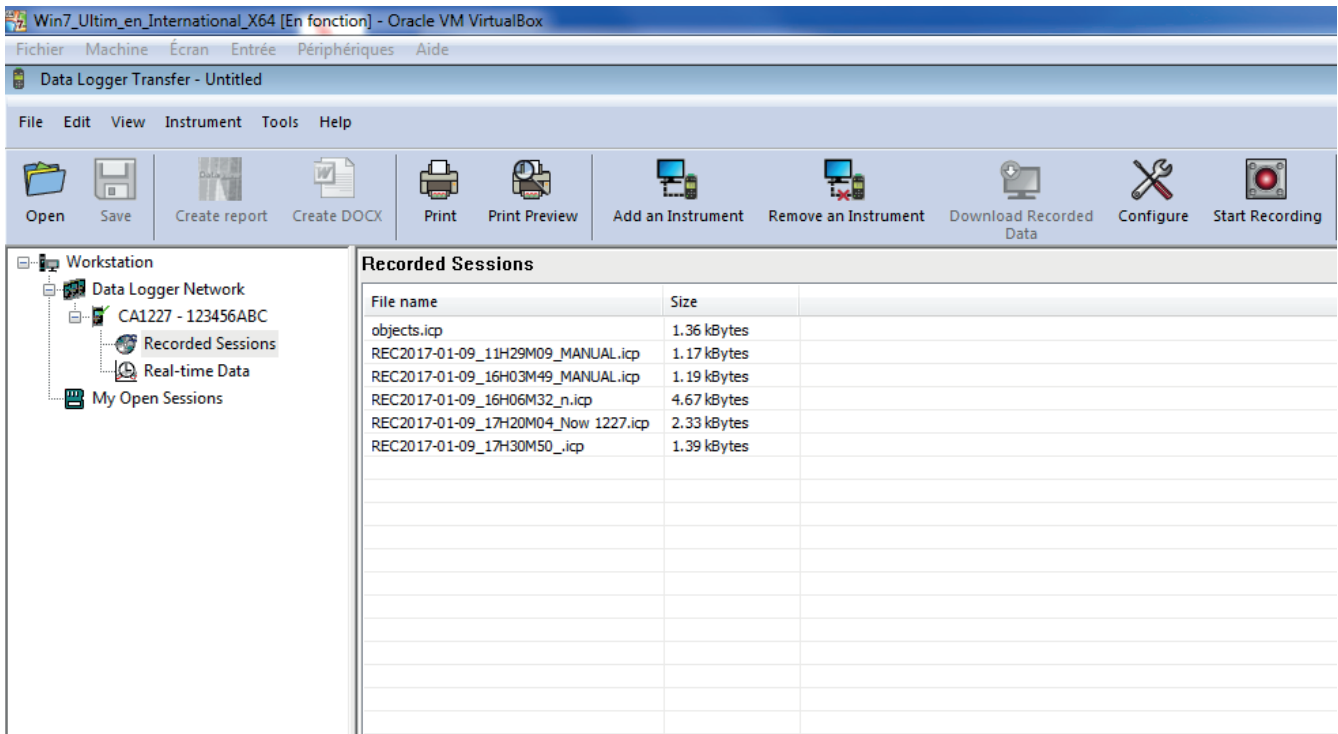 Win7_Ultim_en_International_X64 [En fonction] - Oracle VM VirtualBox
Fichier Machine Écran Entrée Périphériques Aide
Data Logger Transfer - Untitled
File Edit View Instrument Tools Help
Open Save Create report Create DOCX Print Print Preview Add an Instrument Remove an Instrument Download Recorded Data Configure Start Recording
Workstation
Data Logger Network
CA1227 - 123456ABC
Recorded Sessions
Real-time Data
My Open Sessions
Recorded Sessions
File name Size
objects.icp 1.36 kBytes
REC2017-01-09_11H29M09_MANUAL.icp 1.17 kBytes
REC2017-01-09_16H03M49_MANUAL.icp 1.19 kBytes
REC2017-01-09_16H06M32_n.icp 4.67 kBytes
REC2017-01-09_17H20M04_Now 1227.icp 2.33 kBytes
REC2017-01-09_17H30M50_.icp 1.39 kBytes